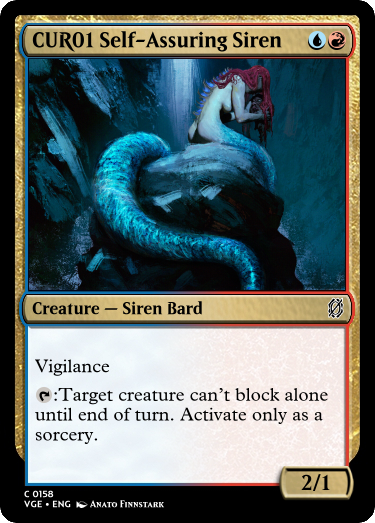 CUR01 Self-Assuring Siren
Creature — Siren Bard
Vigilance
:Target creature can't block alone
until end of turn. Activate only as a
sorcery.
2/1
C 0158
VGE • ENG Anato Finnstark